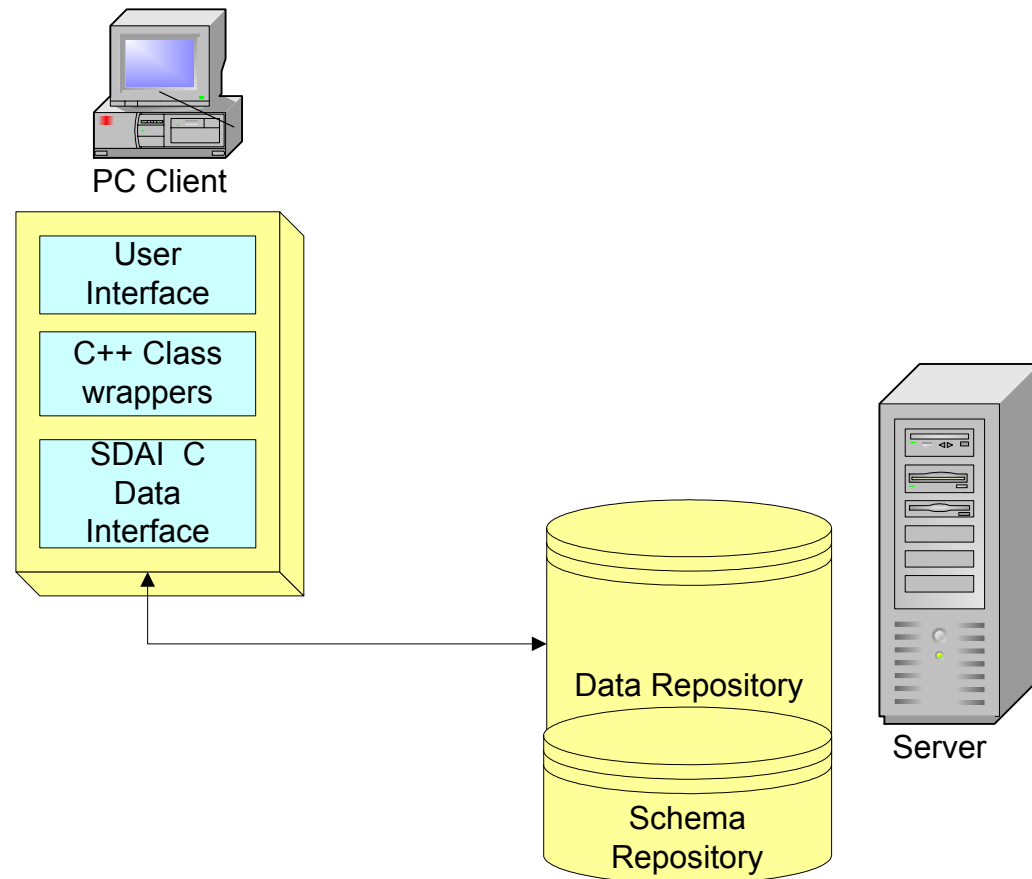 PC Client
User
Interface
C++ Class
wrappers
SDAI C
Data
Interface
Data Repository
Server
Schema
Repository